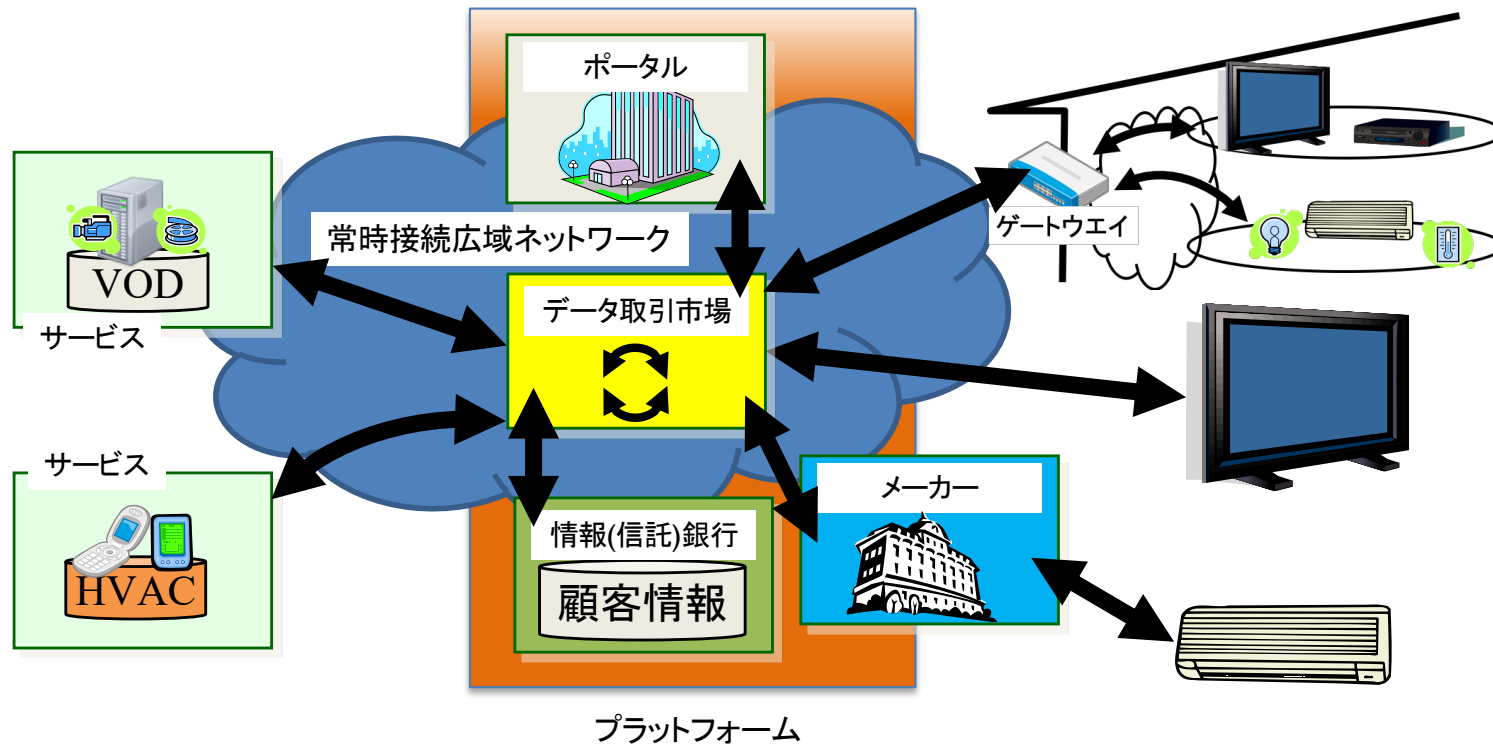 ポータル
常時接続広域ネットワーク
ゲートウエイ
VOD
サービス
データ取引市場
サービス
HVAC
メーカー
情報(信託)銀行
顧客情報
プラットフォーム